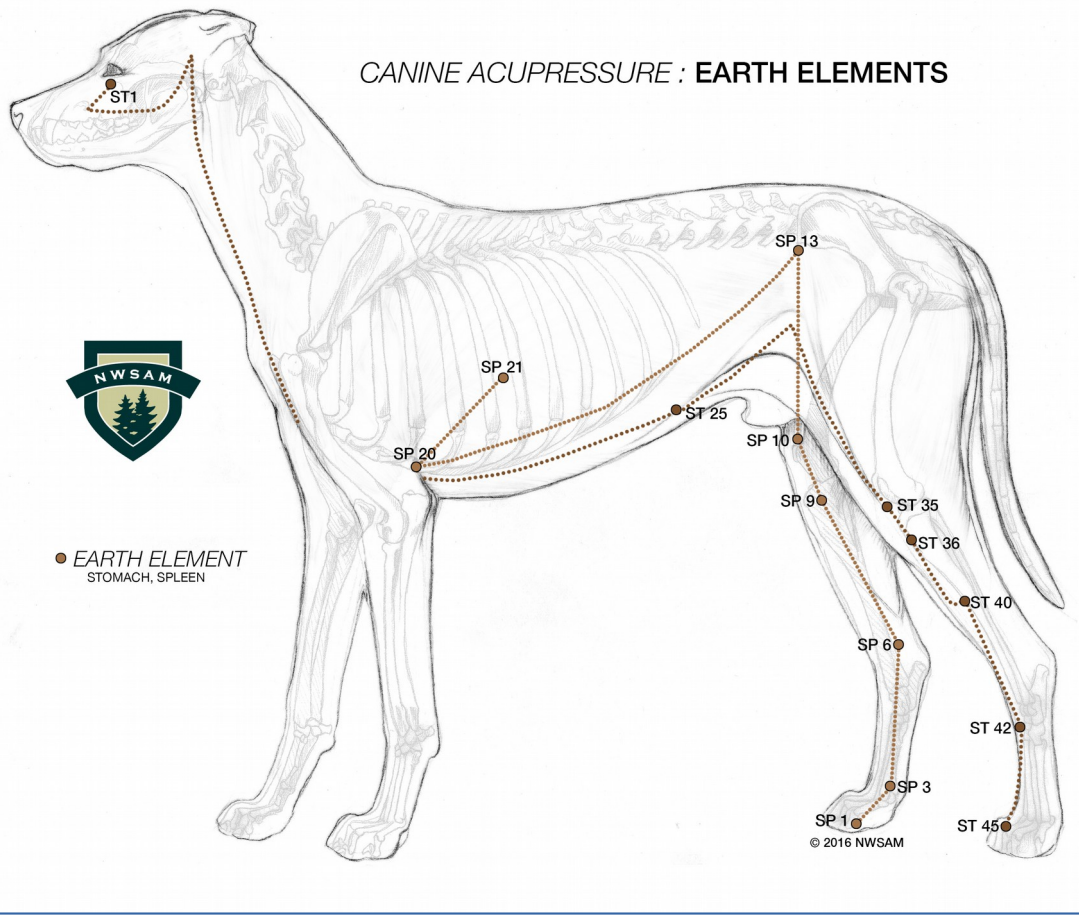 CANINE ACUPRESSURE : EARTH ELEMENTS
ST1
SP 13
NWSAM
SP 21
ST 25
SP 10
SP 20
SP 9
ST 35
ST 36
EARTH ELEMENT
STOMACH, SPLEEN
ST 40
SP 6
ST 42
SP 3
SP 1
ST 45
© 2016 NWSAM